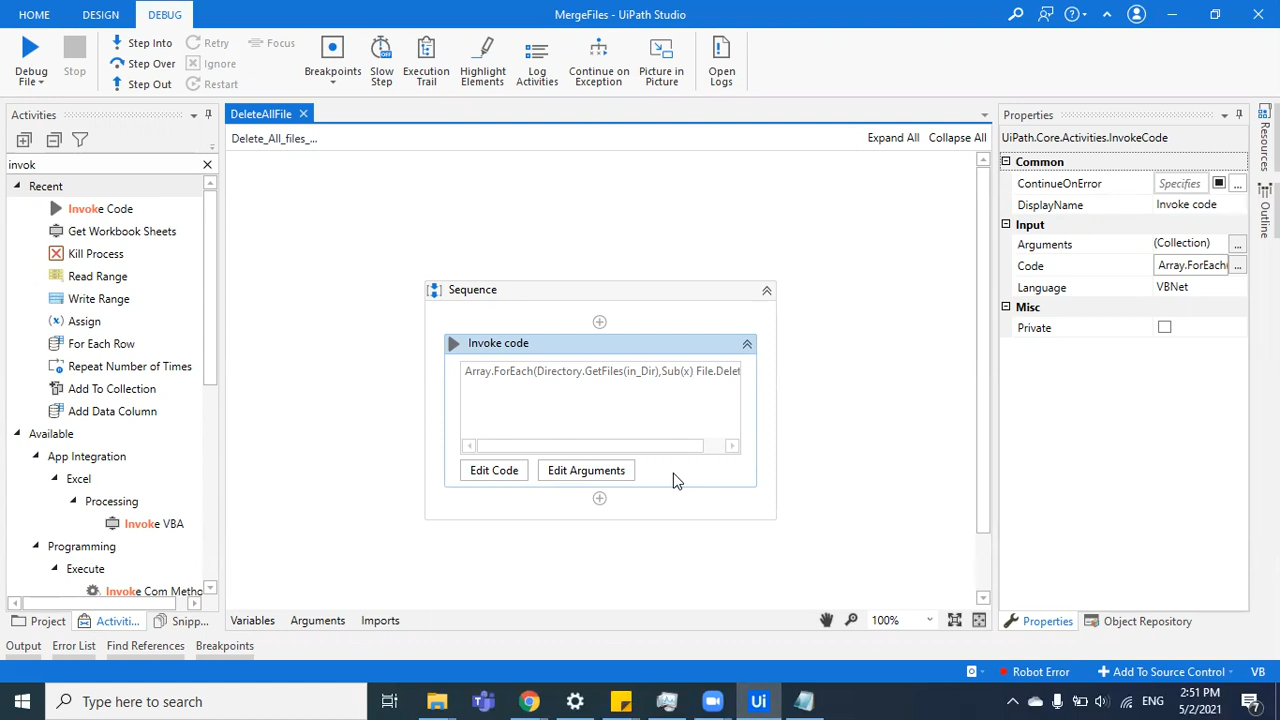 HOME DESIGN DEBUG MergeFiles - UiPath Studio
Debug File Stop Step Into Step Over Step Out Retry Ignore Restart Focus Breakpoints Slow Step Execution Trail Highlight Elements Log Activities Continue on Exception Picture in Picture Open Logs
Activities
invok
Recent
Invoke Code
Get Workbook Sheets
Kill Process
Read Range
Write Range
Assign
For Each Row
Repeat Number of Times
Add To Collection
Add Data Column
Available
App Integration
Excel
Processing
Invoke VBA
Programming
Execute
Invoke Com Metho
Project Activiti... Snipp...
DeleteAllFile
Delete_All_files_... Expand All Collapse All
Sequence
Invoke code
Array.ForEach(Directory.GetFiles(in_Dir),Sub(x) File.Delet
Edit Code Edit Arguments
Variables Arguments Imports 100%
Properties
UiPath.Core.Activities.InvokeCode
Common
ContinueOnError Specifies ...
DisplayName Invoke code
Input
Arguments (Collection) ...
Code Array.ForEach( ...
Language VBNet
Misc
Private
Properties Object Repository
Resources
Outline
Output Error List Find References Breakpoints
Robot Error Add To Source Control VB
Type here to search
Ui
ENG
2:51 PM
5/2/2021
7